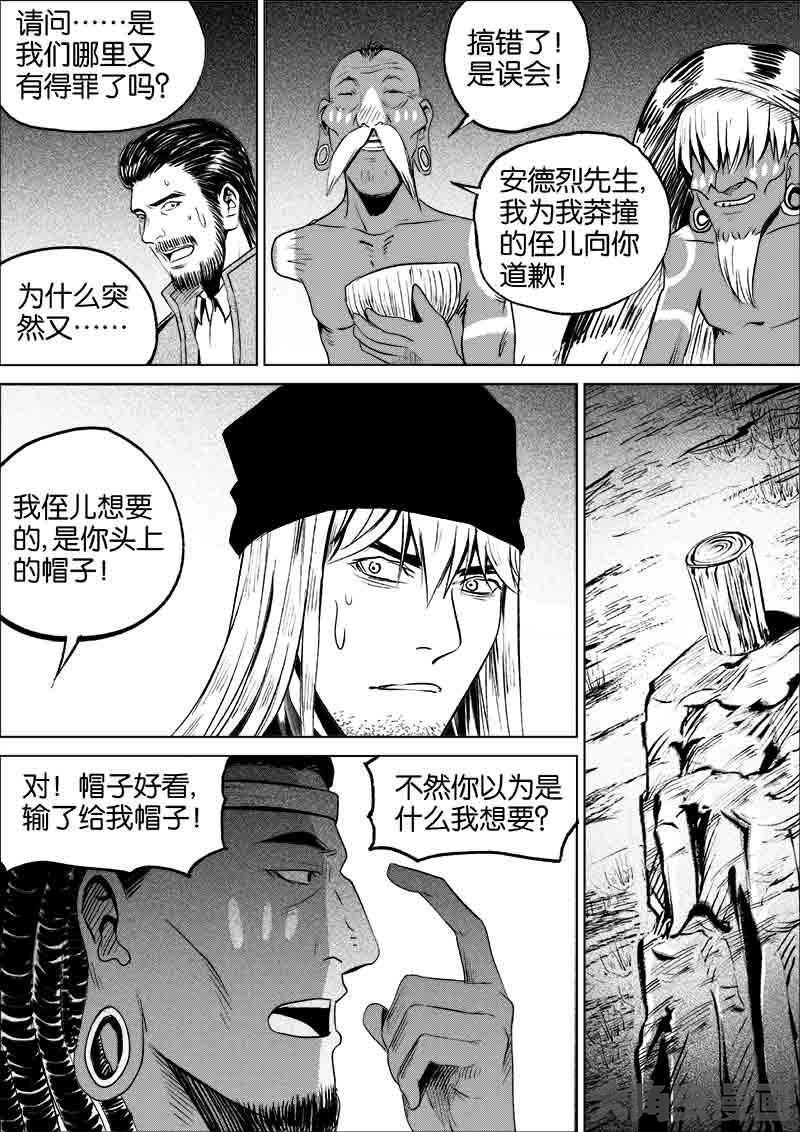 请问……是
我们哪里又
有得罪了吗?
为什么突
然又……
搞错了!
是误会!
安德烈先生,
我为我莽撞
的侄儿向你
道歉!
我侄儿想要
的,是你头上
的帽子!
对!帽子好看,
输了给我帽子!
不然你以为是
什么我想要?